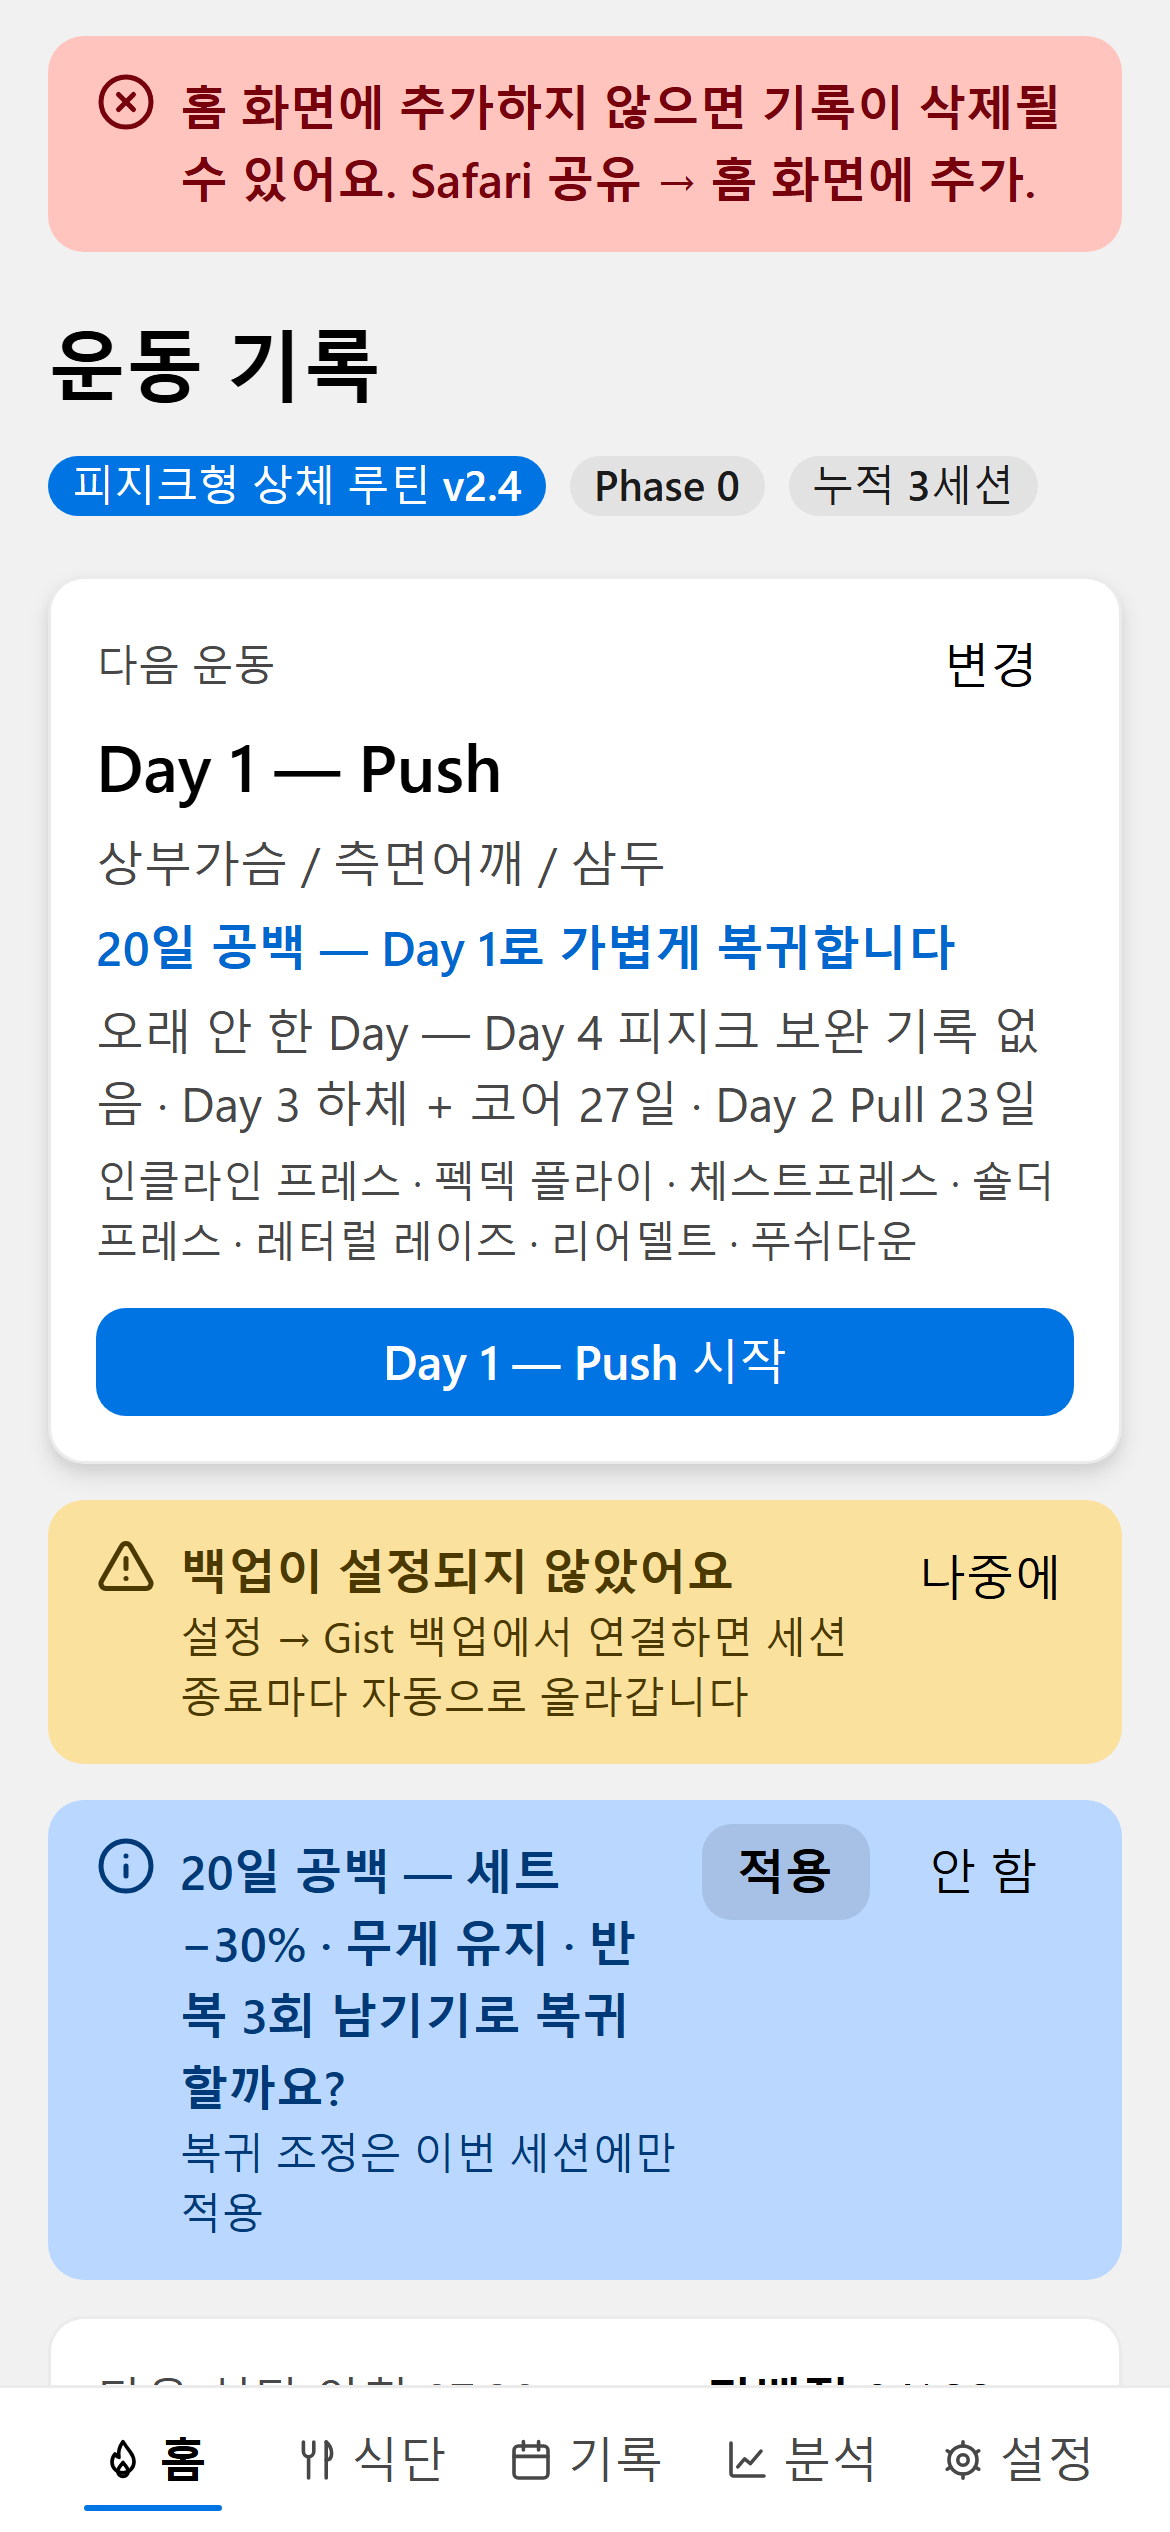 홈 화면에 추가하지 않으면 기록이 삭제될
수 있어요. Safari 공유 → 홈 화면에 추가.
운동 기록
피지크형 상체 루틴 v2.4
Phase 0
누적 3세션
다음 운동
변경
Day 1 — Push
상부가슴 / 측면어깨 / 삼두
20일 공백 — Day 1로 가볍게 복귀합니다
오래 안 한 Day — Day 4 피지크 보완 기록 없
음 · Day 3 하체 + 코어 27일 · Day 2 Pull 23일
인클라인 프레스 · 펙덱 플라이 · 체스트프레스 · 숄더
프레스 · 레터럴 레이즈 · 리어델트 · 푸쉬다운
Day 1 — Push 시작
백업이 설정되지 않았어요
나중에
설정 → Gist 백업에서 연결하면 세션
종료마다 자동으로 올라갑니다
20일 공백 — 세트
−30% · 무게 유지 · 반
복 3회 남기기로 복귀
할까요?
적용
안 함
복귀 조정은 이번 세션에만
적용
홈
식단
기록
분석
설정